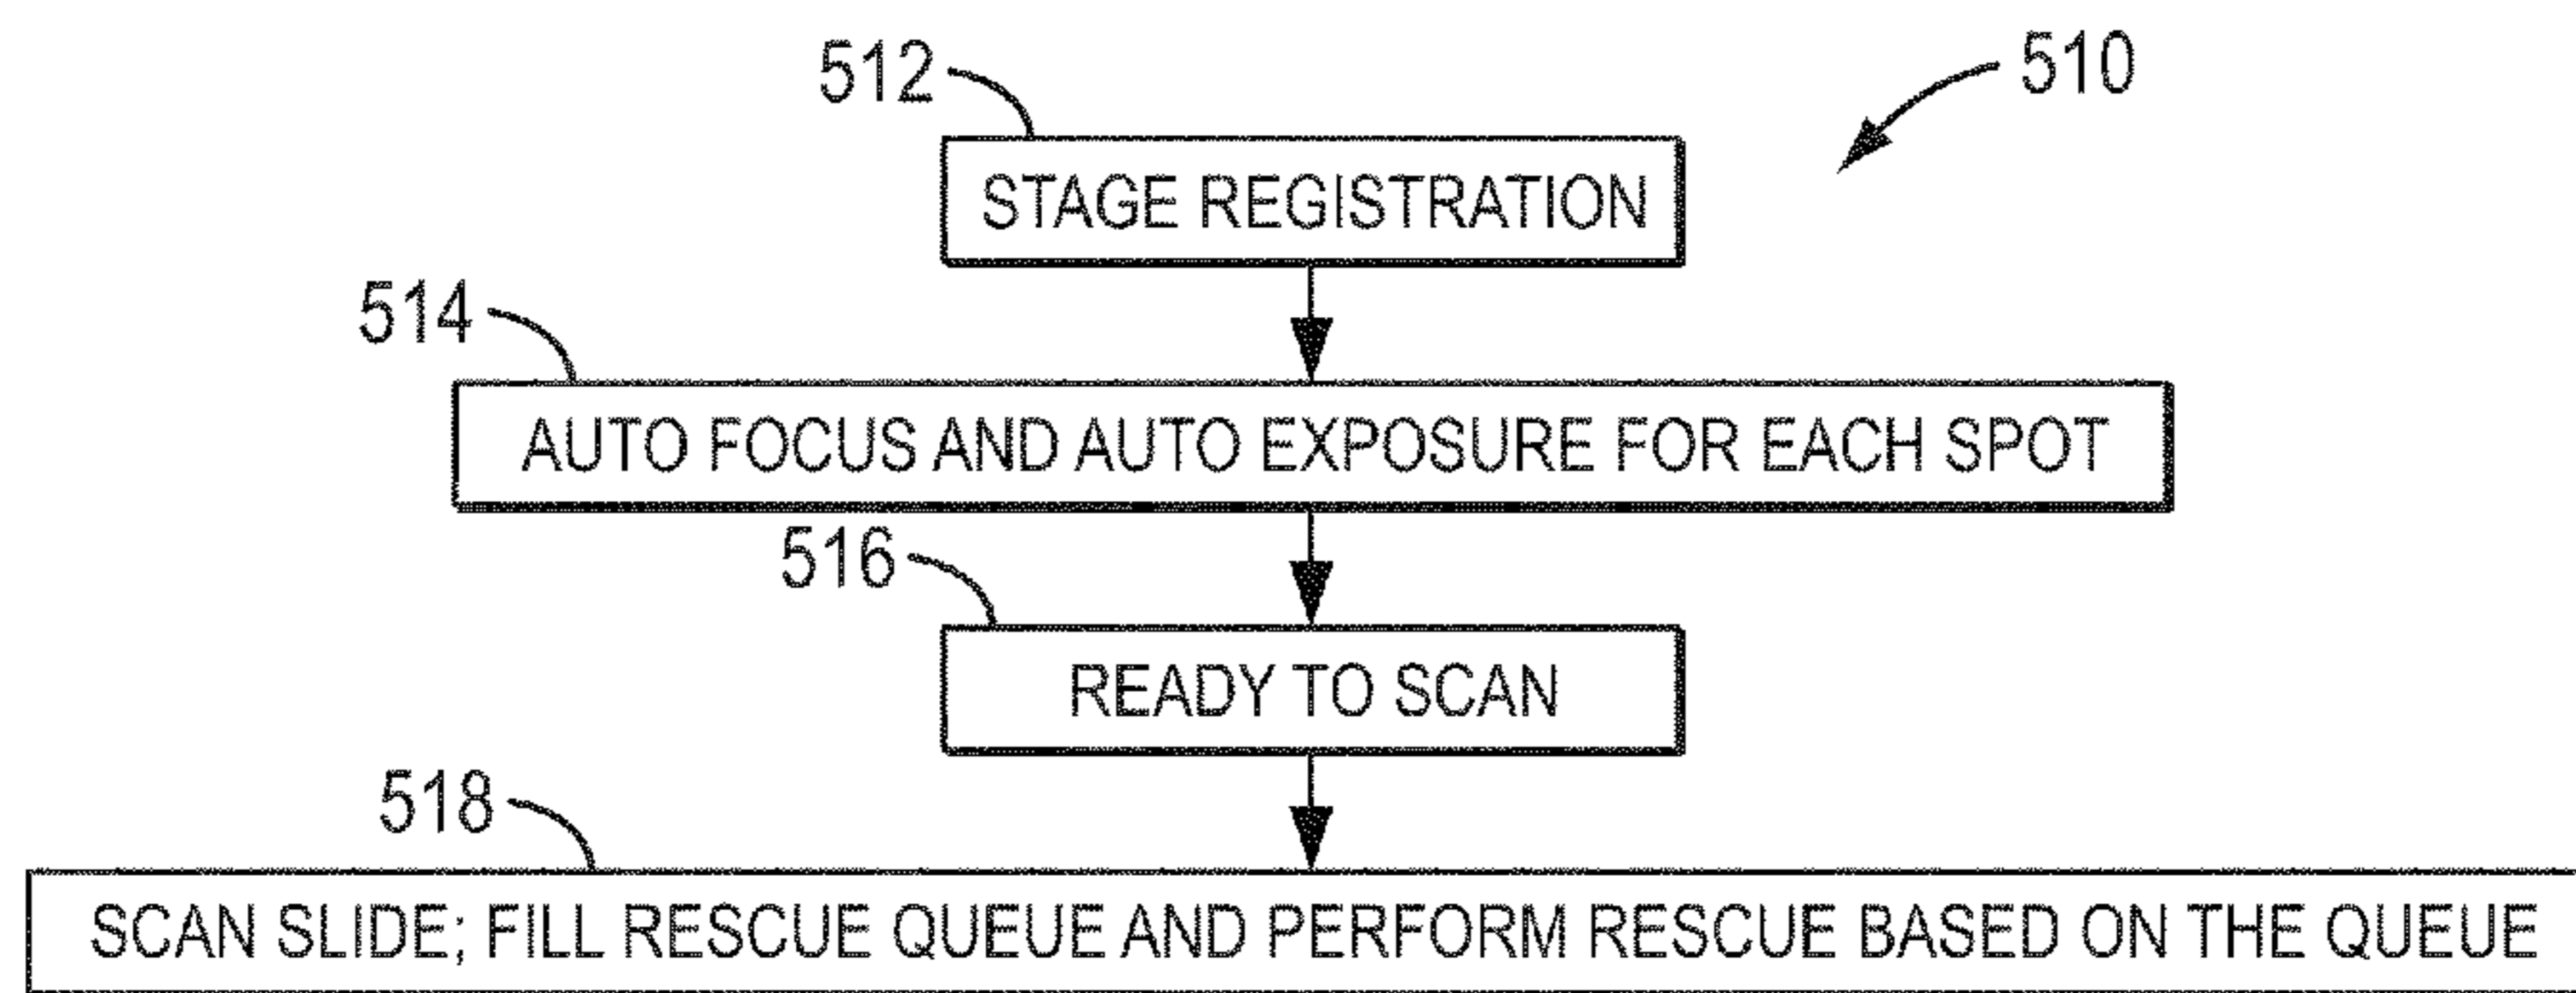 512
510
STAGE REGISTRATION
514
AUTO FOCUS AND AUTO EXPOSURE FOR EACH SPOT
516
READY TO SCAN
518
SCAN SLIDE; FILL RESCUE QUEUE AND PERFORM RESCUE BASED ON THE QUEUE